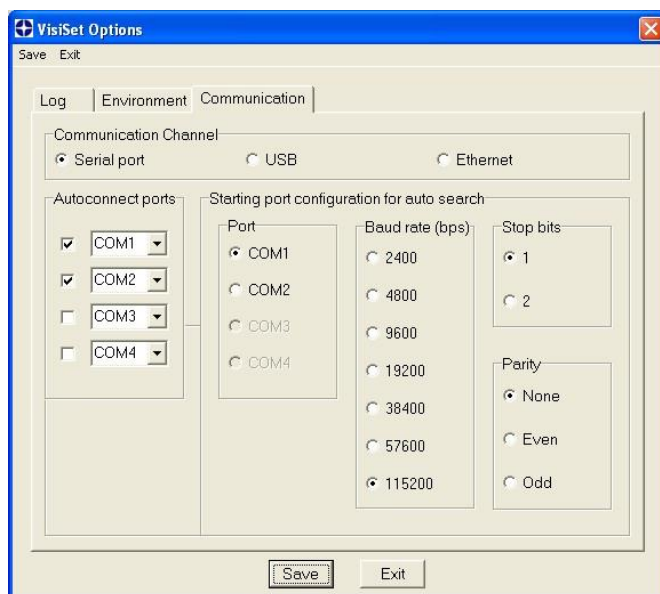 VisiSet Options
Save Exit
Log Environment Communication
Communication Channel
Serial port USB Ethernet
Autoconnect ports
COM1
COM2
COM3
COM4
Starting port configuration for auto search
Port
COM1
COM2
COM3
COM4
Baud rate (bps)
2400
4800
9600
19200
38400
57600
115200
Stop bits
1
2
Parity
None
Even
Odd
Save Exit